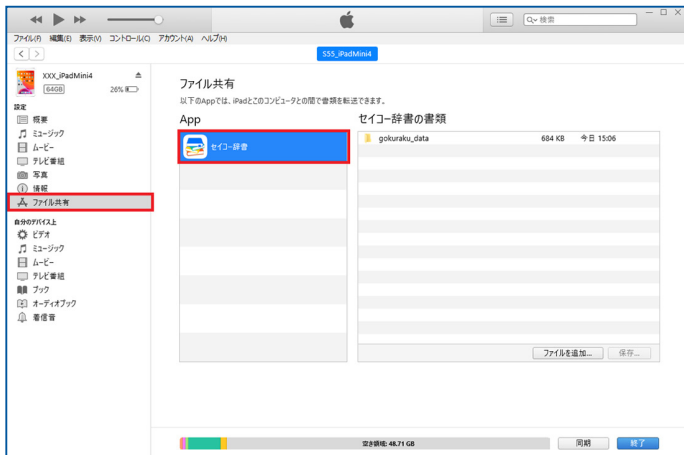 検索
ファイル(F) 編集(E) 表示(V) コントロール(C) アカウント(A) ヘルプ(H)
S55_iPadMini4
XXX_iPadMini4
64GB 26%
設定
概要
ミュージック
ムービー
テレビ番組
写真
情報
ファイル共有
自分のデバイス上
ビデオ
ミュージック
ムービー
テレビ番組
ブック
オーディオブック
着信音
ファイル共有
以下のAppでは、iPadとこのコンピュータとの間で書類を転送できます。
App
セイコー辞書
セイコー辞書の書類
gokuraku_data 684 KB 今日 15:06
ファイルを追加... 保存...
空き領域: 48.71 GB
同期 終了